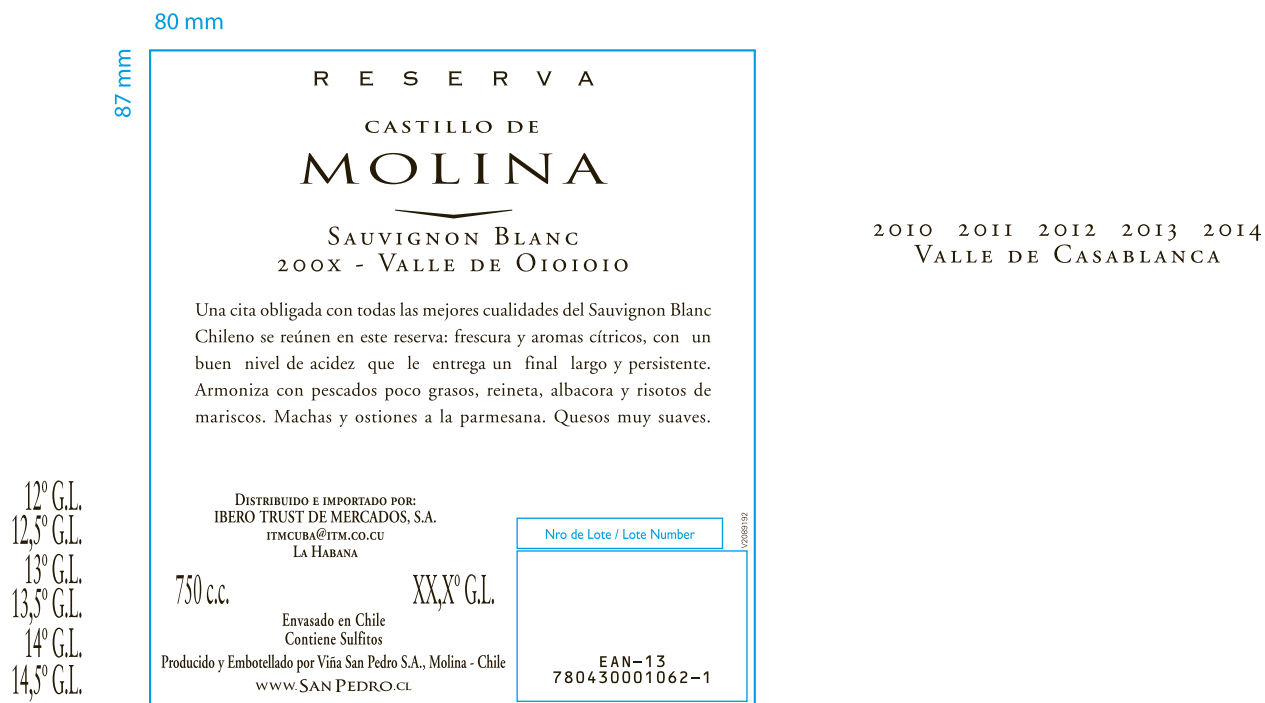 80 mm
87 mm
RESERVA
CASTILLO DE
MOLINA
SAUVIGNON BLANC
200X - VALLE DE OIOIOIO
2010 2011 2012 2013 2014
VALLE DE CASABLANCA
Una cita obligada con todas las mejores cualidades del Sauvignon Blanc
Chileno se reúnen en este reserva: frescura y aromas cítricos, con un
buen nivel de acidez que le entrega un final largo y persistente.
Armoniza con pescados poco grasos, reineta, albacora y risotos de
mariscos. Machas y ostiones a la parmesana. Quesos muy suaves.
12º G.L.
12,5º G.L.
13º G.L.
13,5º G.L.
14º G.L.
14,5º G.L.
DISTRIBUIDO E IMPORTADO POR:
IBERO TRUST DE MERCADOS, S.A.
ITMCUBA@ITM.CO.CU
LA HABANA
750 c.c. XX,Xº G.L.
Envasado en Chile
Contiene Sulfitos
Producido y Embotellado por Viña San Pedro S.A., Molina - Chile
WWW.SAN PEDRO.CL
Nro de Lote / Lote Number
V2089192
EAN-13
780430001062-1